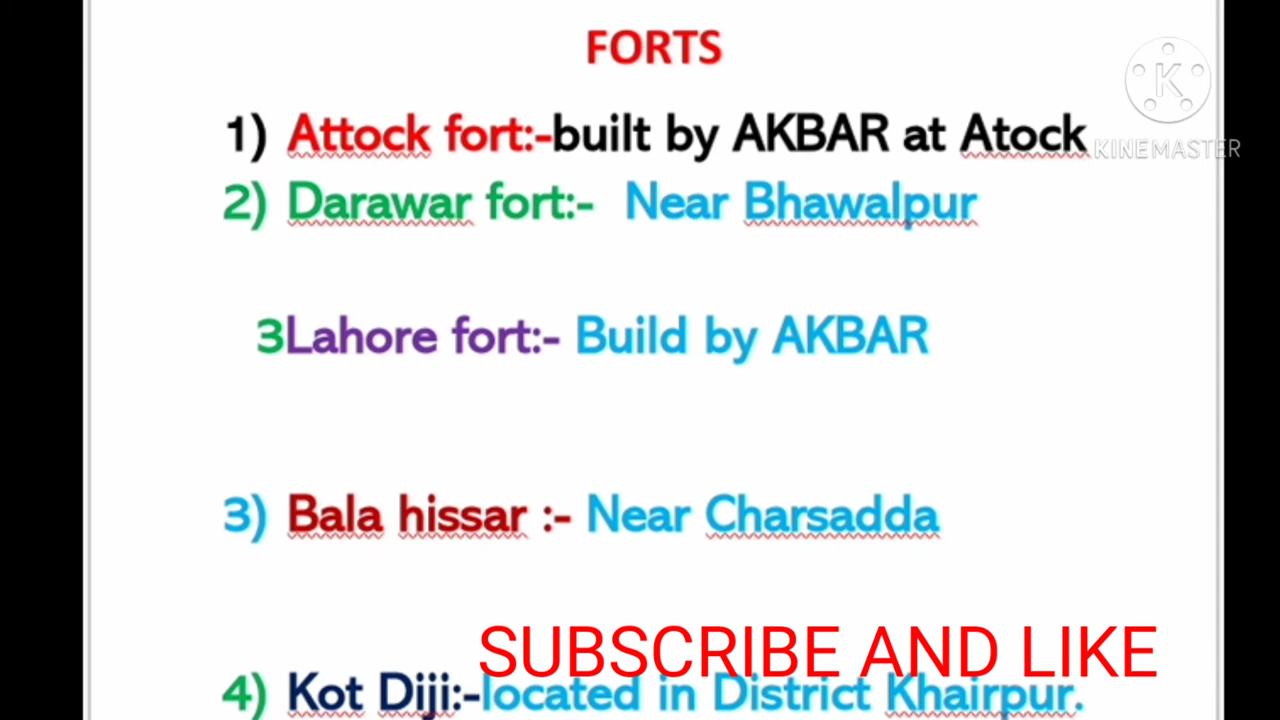 FORTS
1) Attock fort:-built by AKBAR at Atock
KINEMASTER
2) Darawar fort:- Near Bhawalpur
3Lahore fort:- Build by AKBAR
3) Bala hissar :- Near Charsadda
SUBSCRIBE AND LIKE
4) Kot Diji:-located in District Khairpur.